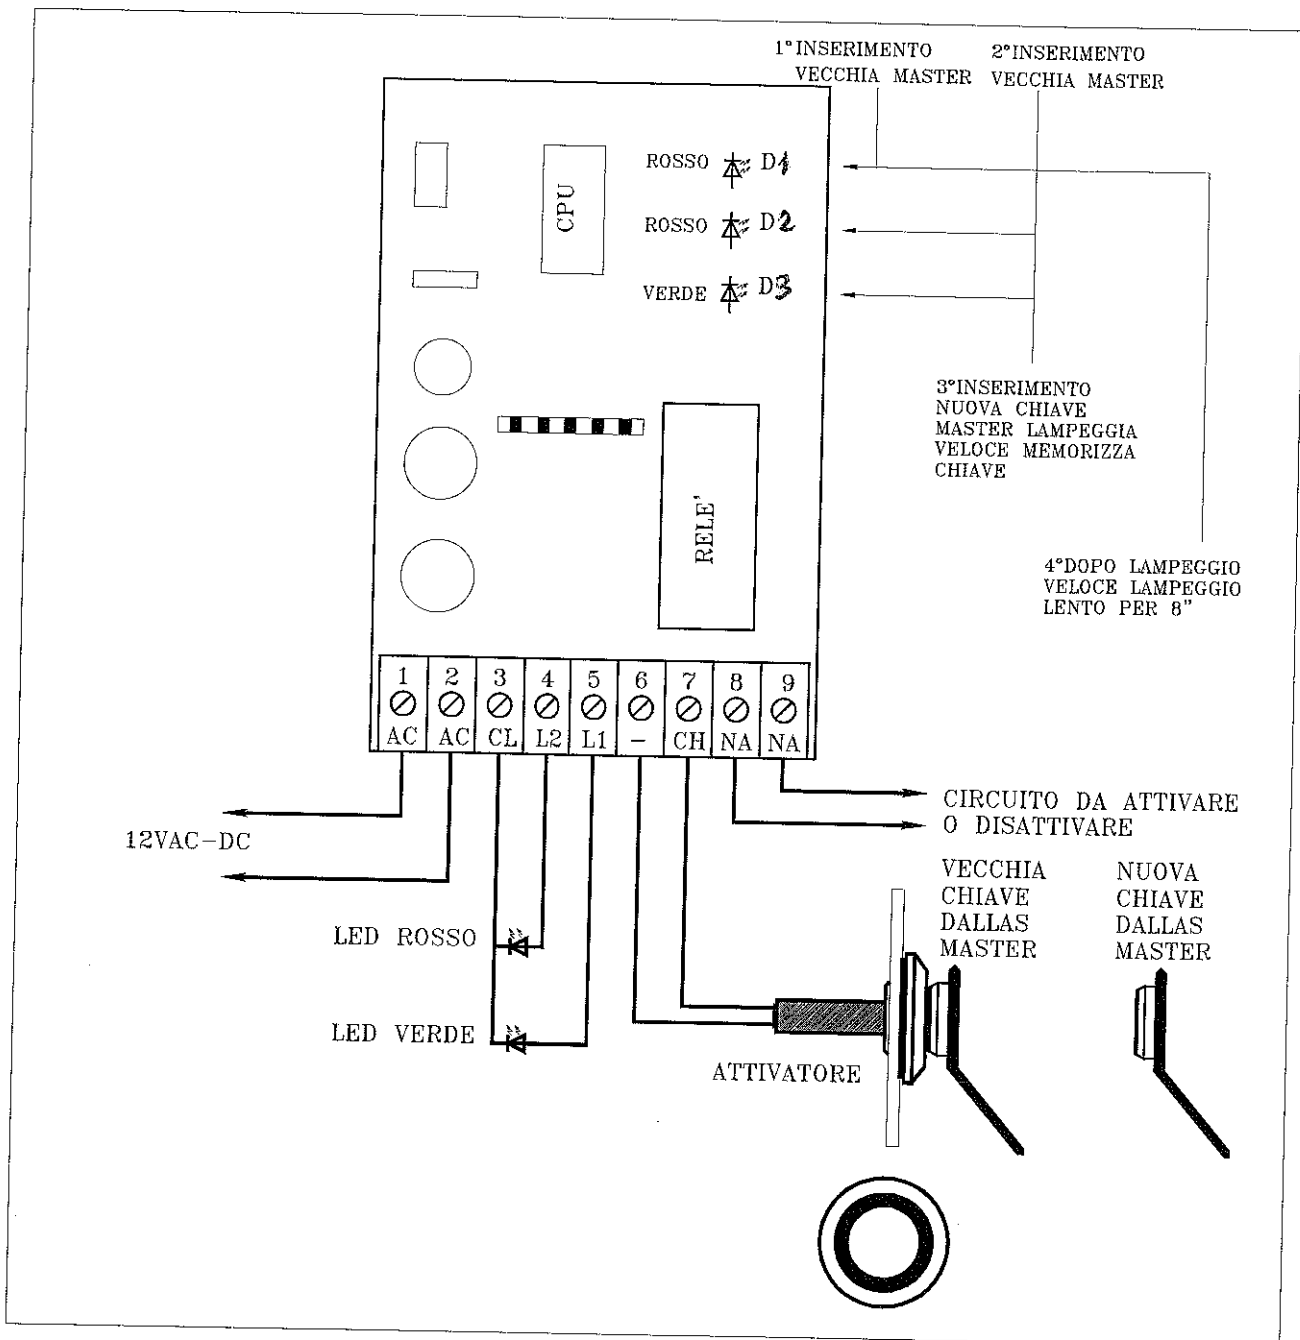 1°INSERIMENTO
VECCHIA MASTER
2°INSERIMENTO
VECCHIA MASTER
ROSSO D1
ROSSO D2
VERDE D3
CPU
3°INSERIMENTO
NUOVA CHIAVE
MASTER LAMPEGGIA
VELOCE MEMORIZZA
CHIAVE
RELE'
4°DOPO LAMPEGGIO
VELOCE LAMPEGGIO
LENTO PER 8"
1 2 3 4 5 6 7 8 9
AC AC CL L2 L1 - CH NA NA
12VAC-DC
CIRCUITO DA ATTIVARE
O DISATTIVARE
LED ROSSO
LED VERDE
VECCHIA
CHIAVE
DALLAS
MASTER
NUOVA
CHIAVE
DALLAS
MASTER
ATTIVATORE